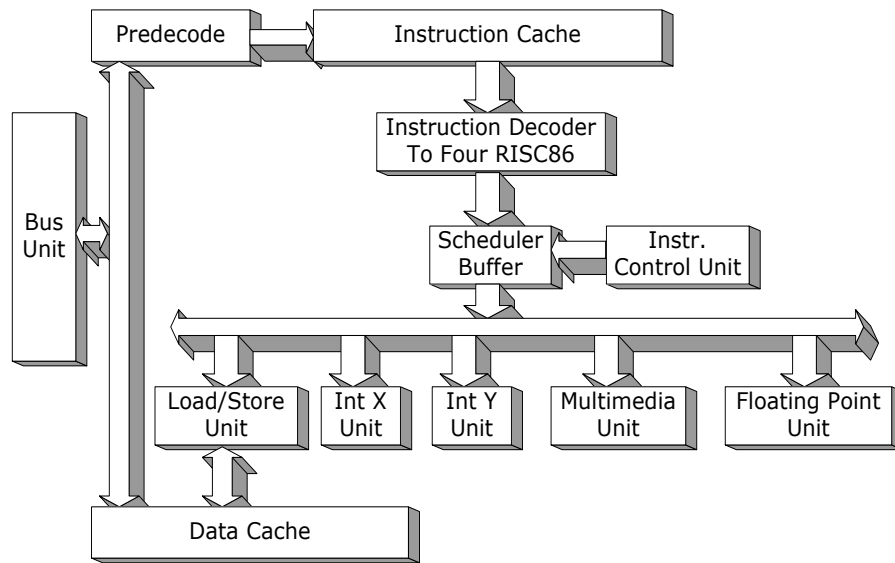 Predecode
Instruction Cache
Instruction Decoder
To Four RISC86
Bus
Unit
Scheduler
Buffer
Instr.
Control Unit
Load/Store
Unit
Int X
Unit
Int Y
Unit
Multimedia
Unit
Floating Point
Unit
Data Cache